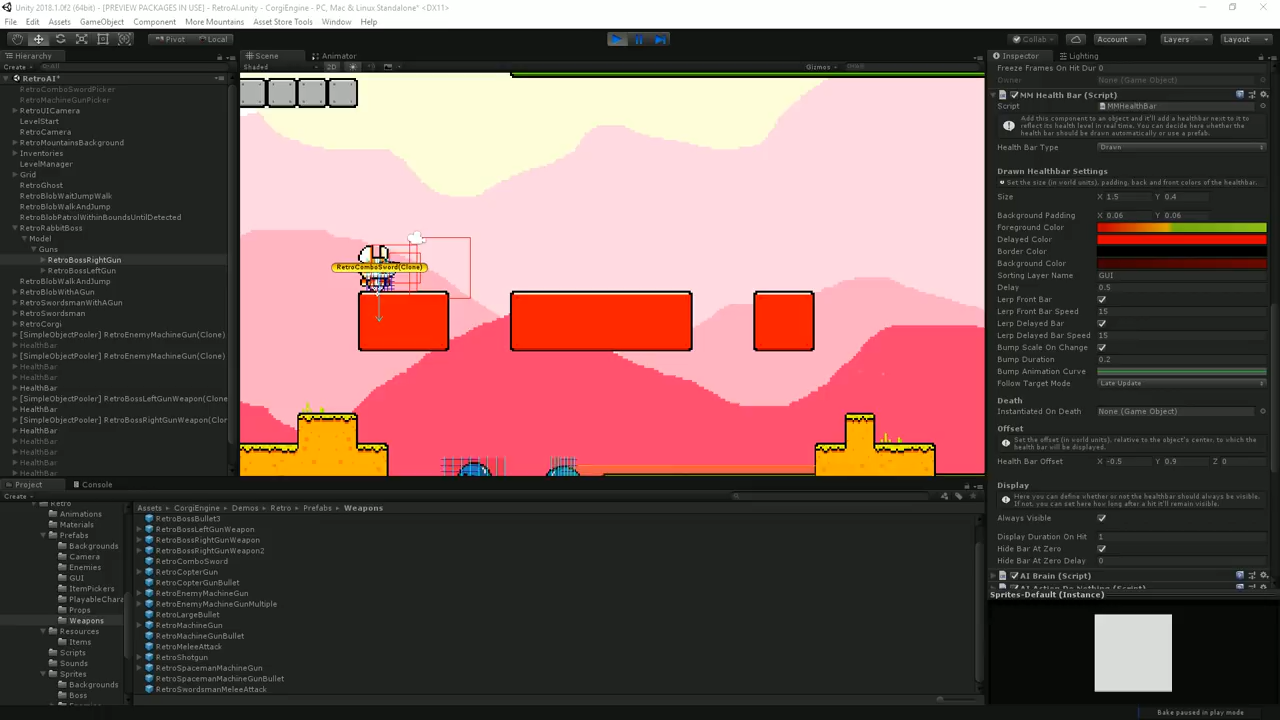 Unity 2018.1.0f2 (64bit) - [PREVIEW PACKAGES IN USE] - RetroAI.unity - CorgiEngine - PC, Mac & Linux Standalone* <DX11>
File Edit Assets GameObject Component More Mountains Asset Store Tools Window Help
Pivot Local
Collab Account Layers Layout
Hierarchy
Create
RetroAI*
RetroComboSwordPicker
RetroMachineGunPicker
RetroUICamera
LevelStart
RetroCamera
RetroMountainsBackground
Inventories
LevelManager
Grid
RetroGhost
RetroBlobWaitJumpWalk
RetroBlobWalkAndJump
RetroBlobPatrolWithinBoundsUntilDetected
RetroRabbitBoss
Model
Guns
RetroBossRightGun
RetroBossLeftGun
RetroBlobWalkAndJump
RetroBlobWithAGun
RetroSwordsmanWithAGun
RetroSwordsman
RetroCorgi
[SimpleObjectPooler] RetroEnemyMachineGun(Clone)
HealthBar
[SimpleObjectPooler] RetroEnemyMachineGun(Clone)
HealthBar
HealthBar
HealthBar
[SimpleObjectPooler] RetroBossLeftGunWeapon(Clone
HealthBar
[SimpleObjectPooler] RetroBossRightGunWeapon(Clor
HealthBar
HealthBar
HealthBar
HealthBar
HealthBar
Scene Animator
Shaded 2D Gizmos
RetroComboSword(Clone)
Inspector Lighting
Freeze Frames On Hit Dur 0
Owner None (Game Object)
MM Health Bar (Script)
Script MMHealthBar
Add this component to an object and it'll add a healthbar next to it to
reflect its health level in real time. You can decide here whether the
health bar should be drawn automatically or use a prefab.
Health Bar Type Drawn
Drawn Healthbar Settings
Set the size (in world units), padding, back and front colors of the healthbar.
Size X 1.5 Y 0.4
Background Padding X 0.06 Y 0.06
Foreground Color
Delayed Color
Border Color
Background Color
Sorting Layer Name GUI
Delay 0.5
Lerp Front Bar
Lerp Front Bar Speed 15
Lerp Delayed Bar
Lerp Delayed Bar Speed 15
Bump Scale On Change
Bump Duration 0.2
Bump Animation Curve
Follow Target Mode Late Update
Death
Instantiated On Death None (Game Object)
Offset
Set the offset (in world units), relative to the object's center, to which the health
bar will be displayed.
Health Bar Offset X -0.5 Y 0.9 Z 0
Display
Here you can define whether or not the healthbar should always be visible.
If not, you can set here how long after a hit it'll remain visible.
Always Visible
Display Duration On Hit 1
Hide Bar At Zero
Hide Bar At Zero Delay 0
AI Brain (Script)
Sprites-Default (Instance)
Project Console
Create
Retro
Animations
Materials
Prefabs
Backgrounds
Camera
Enemies
GUI
ItemPickers
PlayableChara
Props
Weapons
Resources
Items
Scripts
Sounds
Sprites
Backgrounds
Boss
Assets CorgiEngine Demos Retro Prefabs Weapons
RetroBossBullet3
RetroBossLeftGunWeapon
RetroBossRightGunWeapon
RetroBossRightGunWeapon2
RetroComboSword
RetroCopterGun
RetroCopterGunBullet
RetroEnemyMachineGun
RetroEnemyMachineGunMultiple
RetroLargeBullet
RetroMachineGun
RetroMachineGunBullet
RetroMeleeAttack
RetroShotgun
RetroSpacemanMachineGun
RetroSpacemanMachineGunBullet
RetroSwordsmanMeleeAttack
Bake paused in play mode